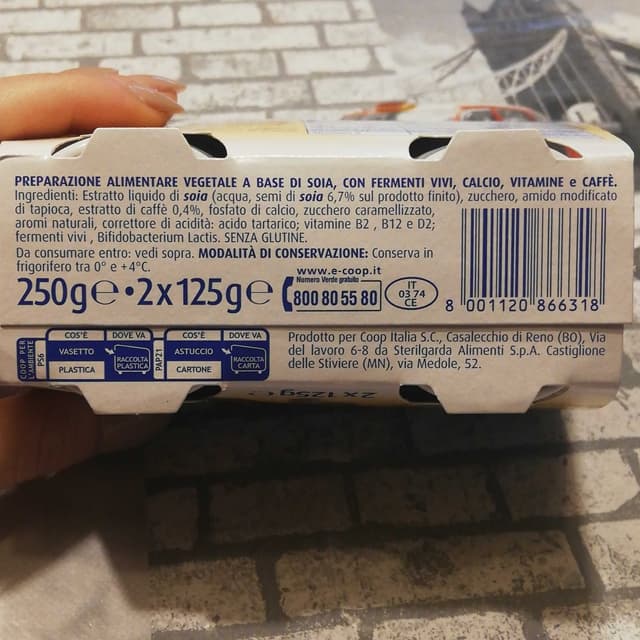 PREPARAZIONE ALIMENTARE VEGETALE A BASE DI SOIA, CON FERMENTI VIVI, CALCIO, VITAMINE e CAFFÈ.
Ingredienti: Estratto liquido di soia (acqua, semi di soia 6,7% sul prodotto finito), zucchero, amido modificato
di tapioca, estratto di caffè 0,4%, fosfato di calcio, zucchero caramellizzato,
aromi naturali, correttore di acidità: acido tartarico; vitamine B2 , B12 e D2;
fermenti vivi , Bifidobacterium Lactis. SENZA GLUTINE.
Da consumare entro: vedi sopra. MODALITÀ DI CONSERVAZIONE: Conserva in
frigorifero tra 0° e +4°C.
www.e-coop.it
Numero Verde gratuito
250g℮•2x125g℮ 800 80 55 80
IT
03 74
CE
8 001120 866318
COOP PER L'AMBIENTE
PS6
COS'È DOVE VA
VASETTO
PLASTICA
RACCOLTA PLASTICA
PAP21
COS'È DOVE VA
ASTUCCIO
CARTONE
RACCOLTA CARTA
Prodotto per Coop Italia S.C., Casalecchio di Reno (BO), Via
del lavoro 6-8 da Sterilgarda Alimenti S.p.A. Castiglione
delle Stiviere (MN), via Medole, 52.
2x 125g℮